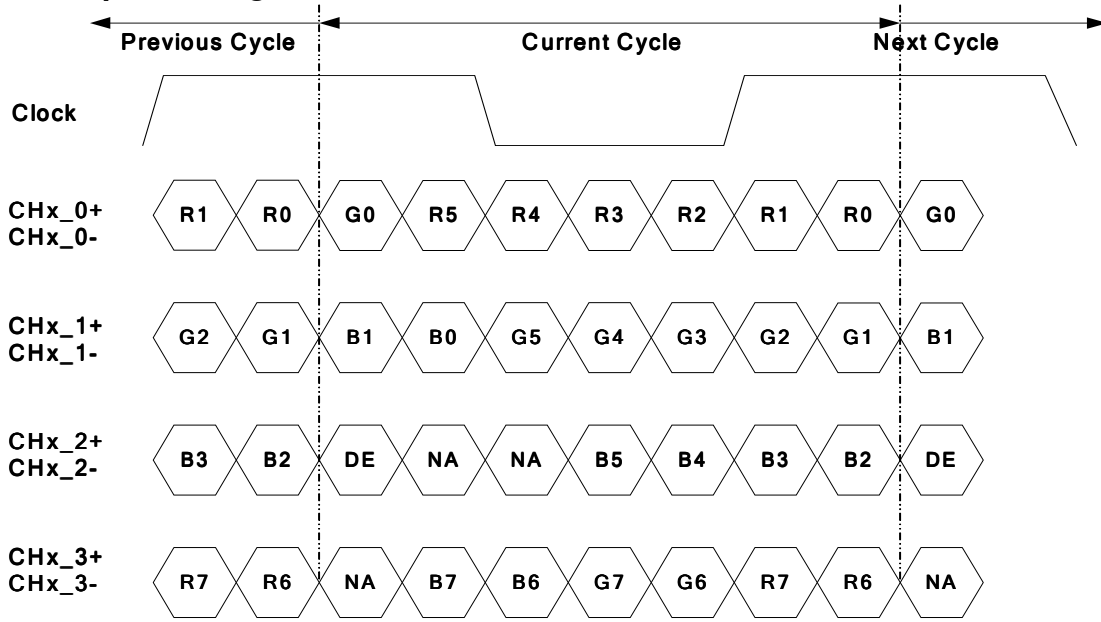 Previous Cycle Current Cycle Next Cycle
Clock
CHx_0+
CHx_0-
R1 R0 G0 R5 R4 R3 R2 R1 R0 G0
CHx_1+
CHx_1-
G2 G1 B1 B0 G5 G4 G3 G2 G1 B1
CHx_2+
CHx_2-
B3 B2 DE NA NA B5 B4 B3 B2 DE
CHx_3+
CHx_3-
R7 R6 NA B7 B6 G7 G6 R7 R6 NA